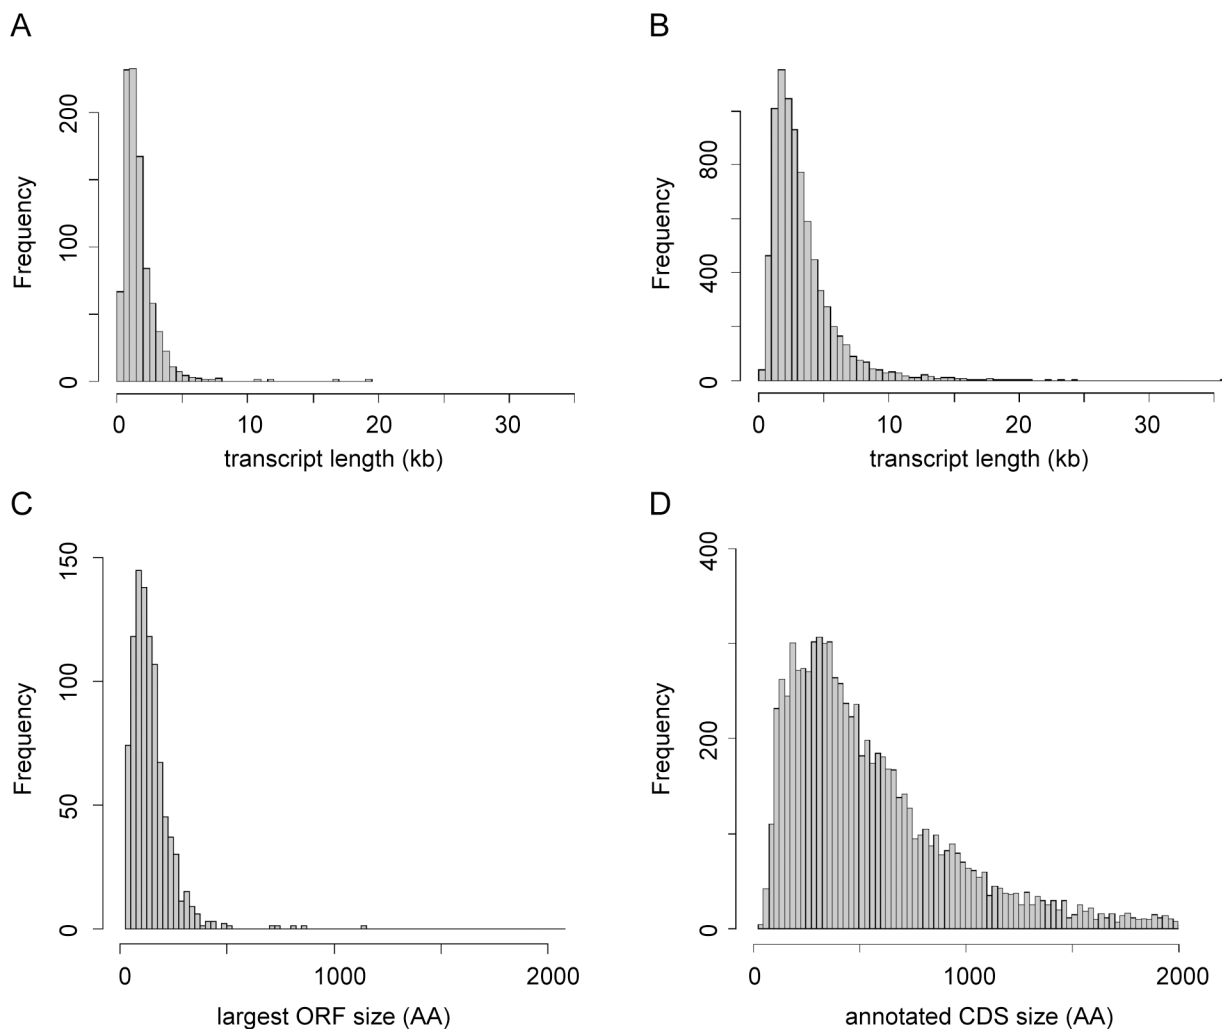 A
Frequency
0
100
200
0
10
20
30
transcript length (kb)
B
Frequency
0
400
800
0
10
20
30
transcript length (kb)
C
Frequency
0
50
100
150
0
1000
2000
largest ORF size (AA)
D
Frequency
0
200
400
0
1000
2000
annotated CDS size (AA)